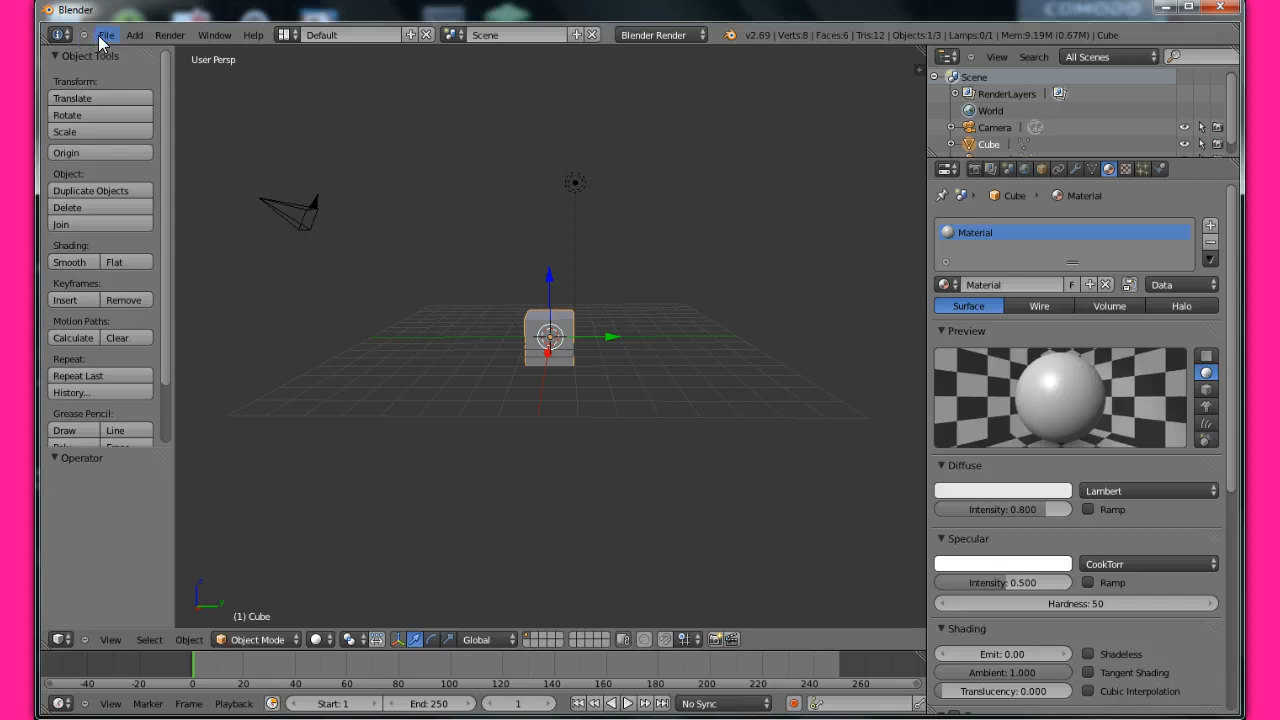 Blender
COMODO
File Add Render Window Help Default Scene Blender Render v2.69 | Verts:8 | Faces:6 | Tris:12 | Objects:1/3 | Lamps:0/1 | Mem:9.19M (0.67M) | Cube
Object Tools
User Persp
View Search All Scenes
Transform:
Translate
Rotate
Scale
Origin
Object:
Duplicate Objects
Delete
Join
Shading:
Smooth Flat
Keyframes:
Insert Remove
Motion Paths:
Calculate Clear
Repeat:
Repeat Last
History...
Grease Pencil:
Draw Line
Operator
z
y
(1) Cube
Scene
RenderLayers
World
Camera
Cube
Cube Material
Material
Material F Data
Surface Wire Volume Halo
Preview
Diffuse
Lambert
Intensity: 0.800 Ramp
Specular
CookTorr
Intensity: 0.500 Ramp
Hardness: 50
Shading
Emit: 0.00 Shadeless
Ambient: 1.000 Tangent Shading
Translucency: 0.000 Cubic Interpolation
View Select Object Object Mode Global
-40 -20 0 20 40 60 80 100 120 140 160 180 200 220 240 260
View Marker Frame Playback Start: 1 End: 250 1 No Sync